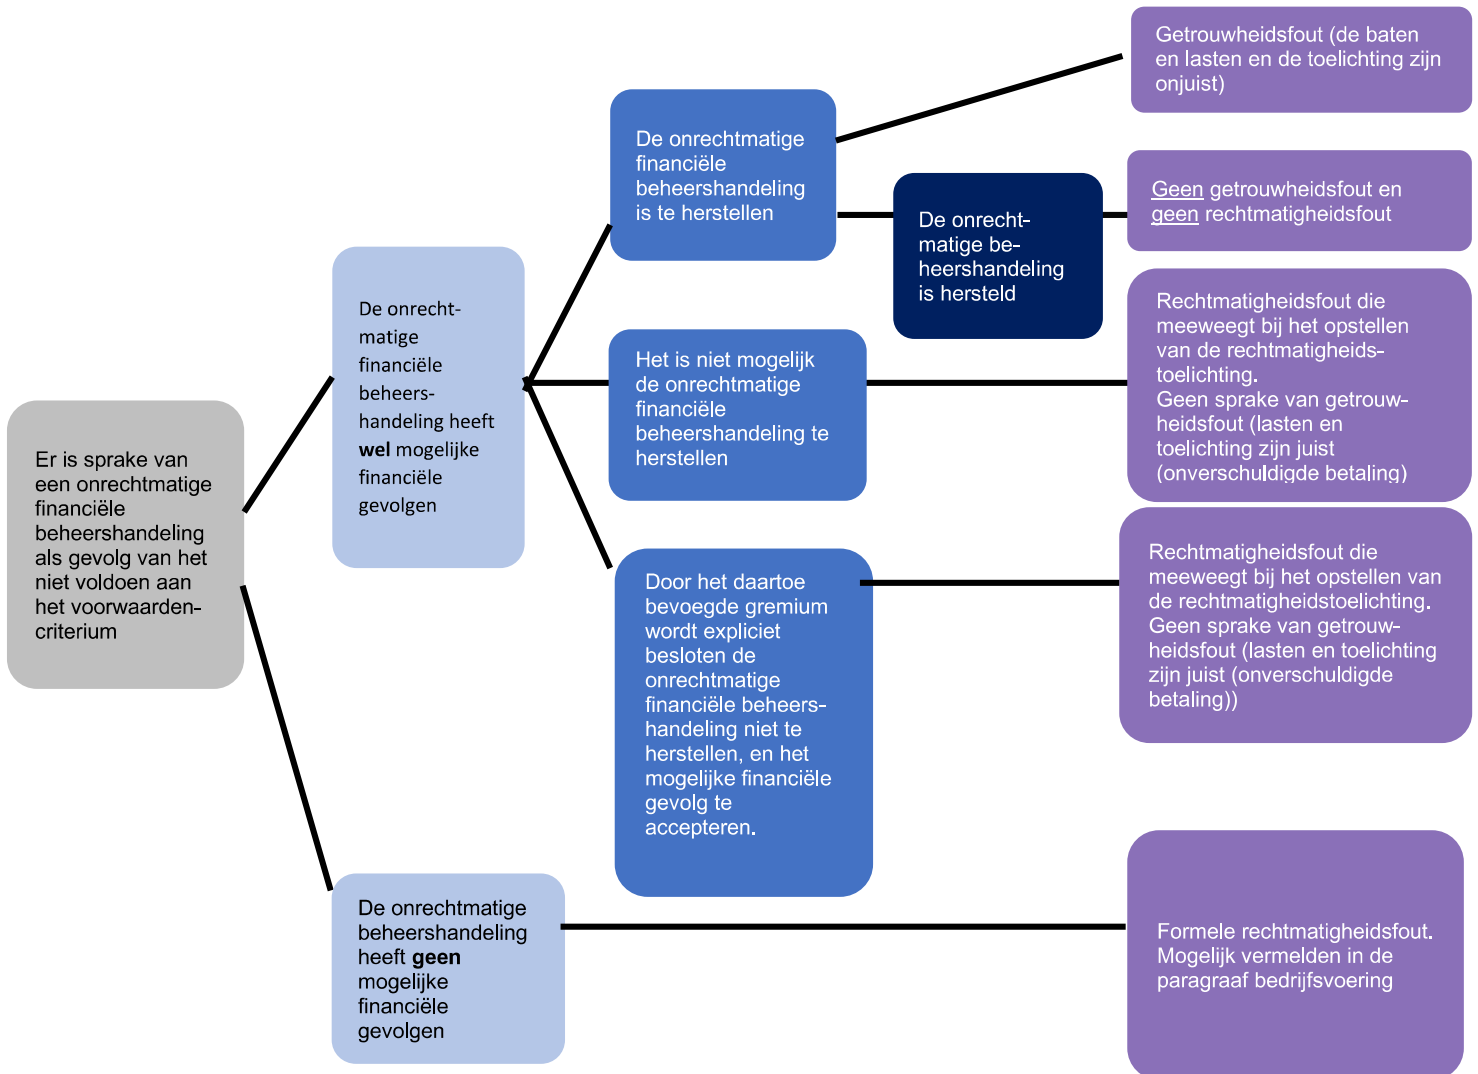 Er is sprake van
een onrechtmatige
financiële
beheershandeling
als gevolg van het
niet voldoen aan
het voorwaarden-
criterium
De onrecht-
matige
financiële
beheers-
handeling heeft
wel mogelijke
financiële
gevolgen
De onrechtmatige
beheershandeling
heeft geen
mogelijke
financiële
gevolgen
De onrechtmatige
financiële
beheershandeling
is te herstellen
Het is niet mogelijk
de onrechtmatige
financiële
beheershandeling te
herstellen
Door het daartoe
bevoegde gremium
wordt expliciet
besloten de
onrechtmatige
financiële beheers-
handeling niet te
herstellen, en het
mogelijke financiële
gevolg te
accepteren.
De onrecht-
matige be-
heershandeling
is hersteld
Getrouwheidsfout (de baten
en lasten en de toelichting zijn
onjuist)
Geen getrouwheidsfout en
geen rechtmatigheidsfout
Rechtmatigheidsfout die
meeweegt bij het opstellen
van de rechtmatigheids-
toelichting.
Geen sprake van getrouw-
heidsfout (lasten en
toelichting zijn juist
(onverschuldigde betaling)
Rechtmatigheidsfout die
meeweegt bij het opstellen van
de rechtmatigheidstoelichting.
Geen sprake van getrouw-
heidsfout (lasten en toelichting
zijn juist (onverschuldigde
betaling))
Formele rechtmatigheidsfout.
Mogelijk vermelden in de
paragraaf bedrijfsvoering